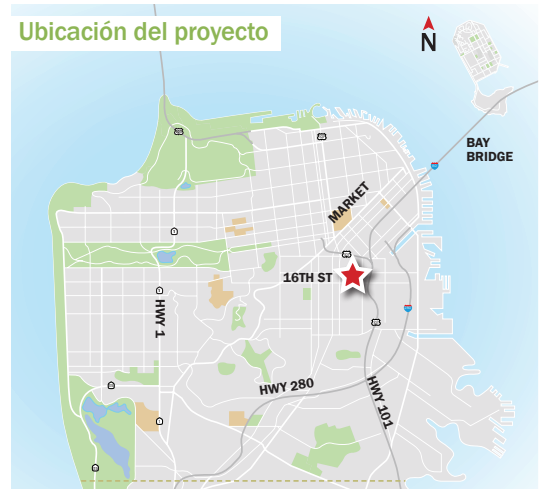 Ubicación del proyecto
N
BAY
BRIDGE
MARKET
16TH ST
HWY 1
HWY 280
HWY 101